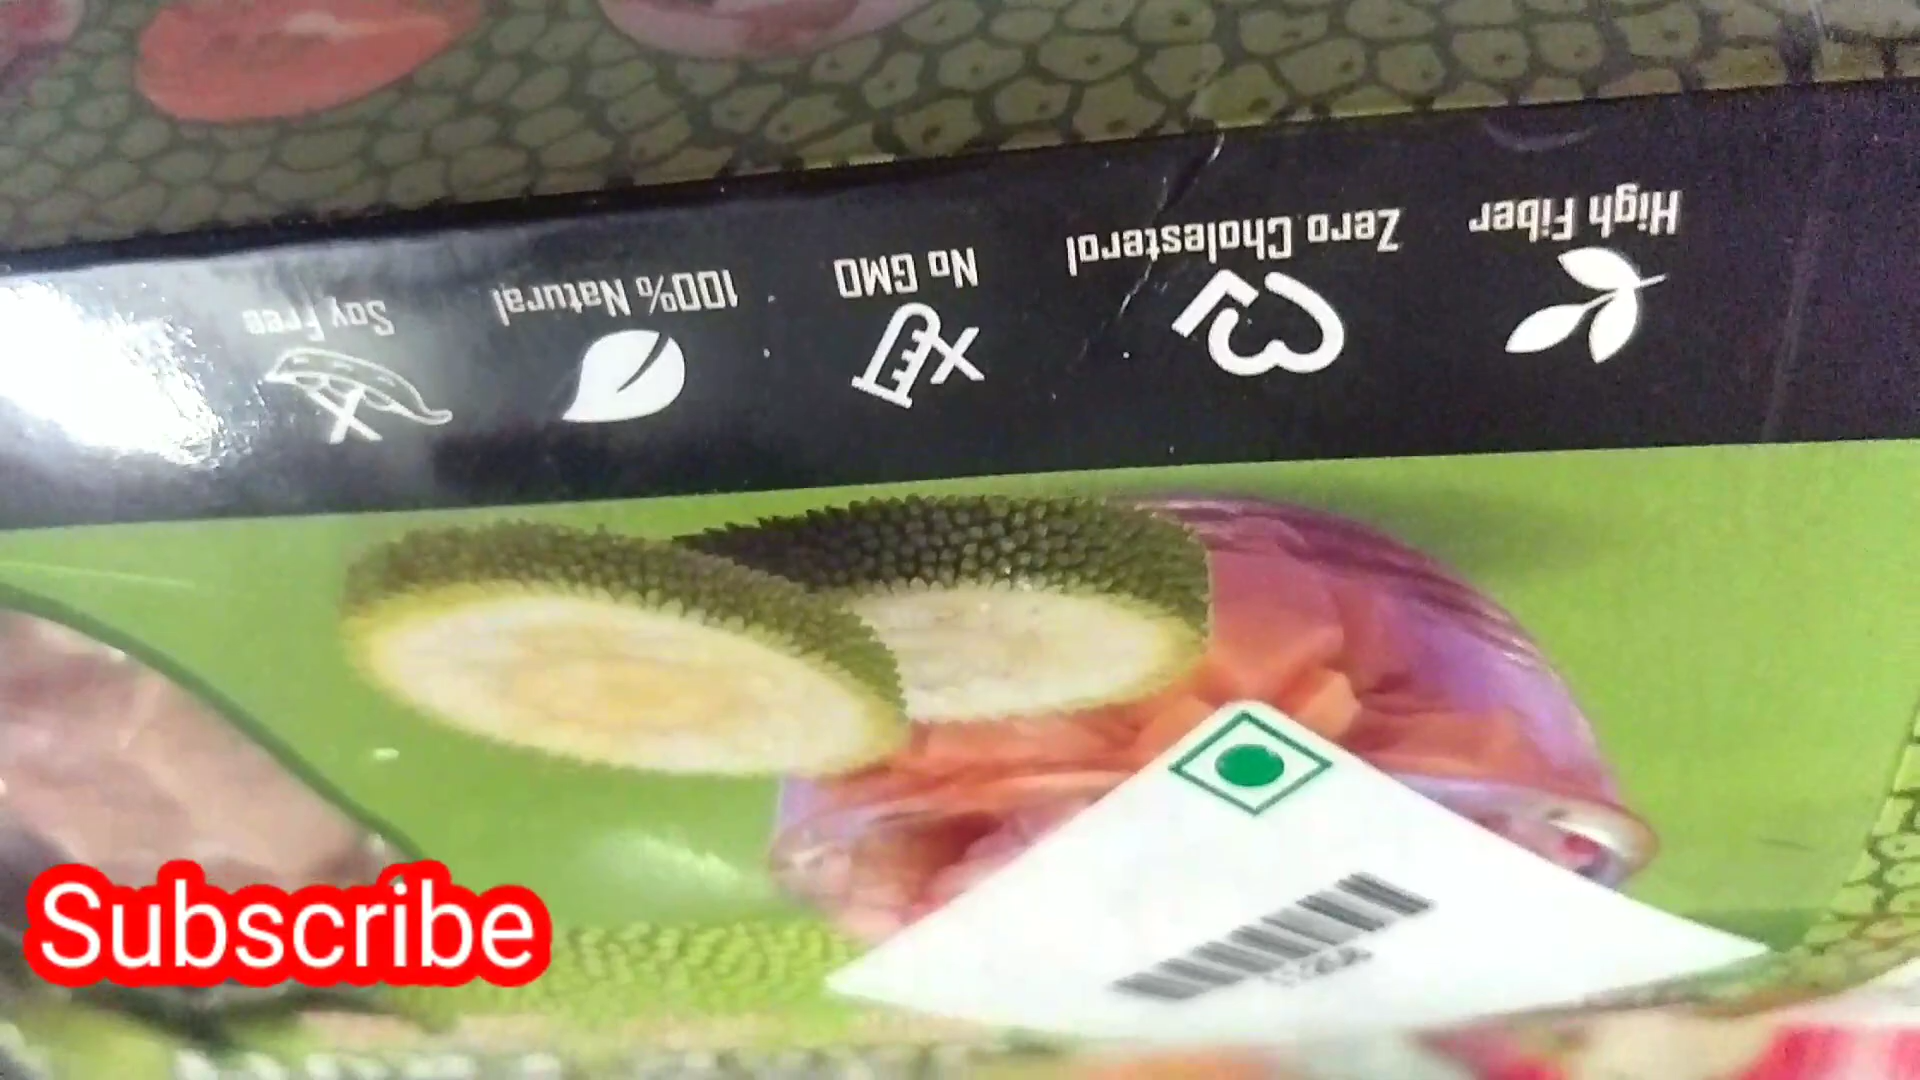 High Fiber
Zero Cholesterol
No GMO
100% Natural
Soy Free
Subscribe